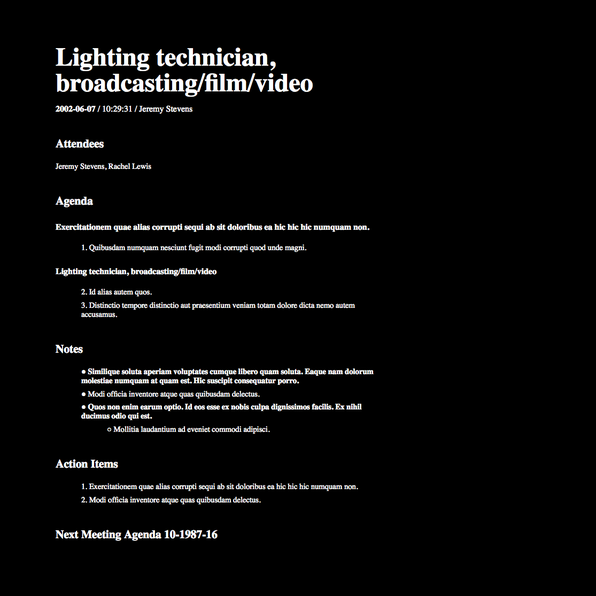 Lighting technician,
broadcasting/film/video
2002-06-07 / 10:29:31 / Jeremy Stevens
Attendees
Jeremy Stevens, Rachel Lewis
Agenda
Exercitationem quae alias corrupti sequi ab sit doloribus ea hic hic hic numquam non.
1. Quibusdam numquam nesciunt fugit modi corrupti quod unde magni.
Lighting technician, broadcasting/film/video
2. Id alias autem quos.
3. Distinctio tempore distinctio aut praesentium veniam totam dolore dicta nemo autem
accusamus.
Notes
● Similique soluta aperiam voluptates cumque libero quam soluta. Eaque nam dolorum
molestiae numquam at quam est. Hic suscipit consequatur porro.
● Modi officia inventore atque quas quibusdam delectus.
● Quos non enim earum optio. Id eos esse ex nobis culpa dignissimos facilis. Ex nihil
ducimus odio qui est.
○ Mollitia laudantium ad eveniet commodi adipisci.
Action Items
1. Exercitationem quae alias corrupti sequi ab sit doloribus ea hic hic hic numquam non.
2. Modi officia inventore atque quas quibusdam delectus.
Next Meeting Agenda 10-1987-16